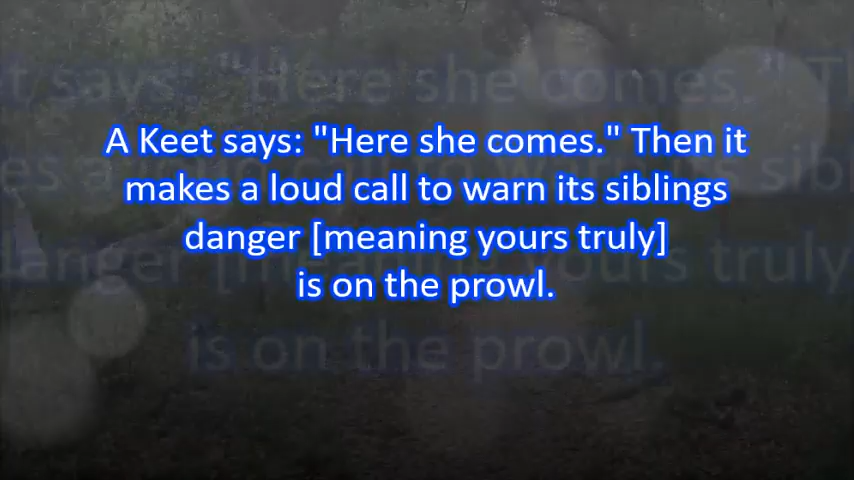 A Keet says: "Here she comes." Then it
makes a loud call to warn its siblings
danger [meaning yours truly]
is on the prowl.